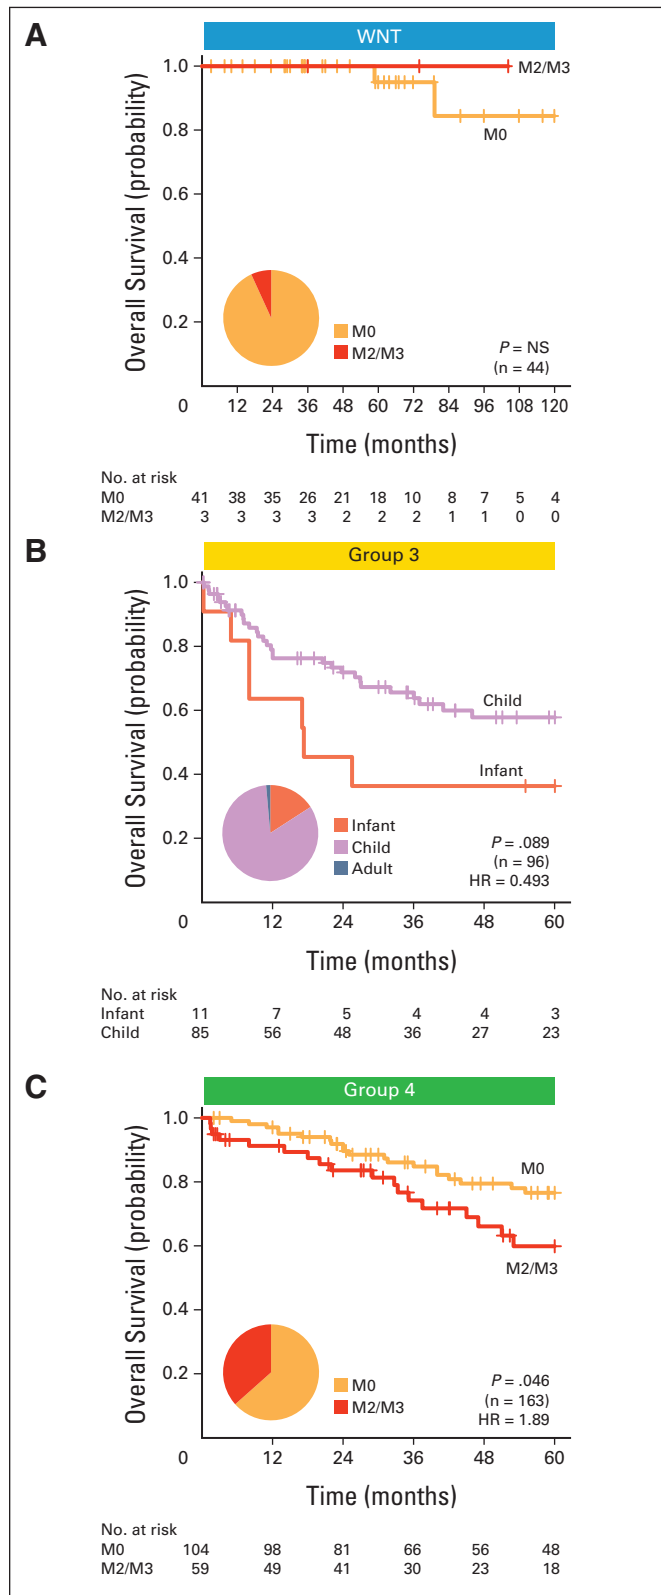 A
WNT
Overall Survival (probability)
1.0
0.8
0.6
0.4
0.2
0
M2/M3
M0
M0
M2/M3
P = NS
(n = 44)
12 24 36 48 60 72 84 96 108 120
Time (months)
No. at risk
M0 41 38 35 26 21 18 10 8 7 5 4
M2/M3 3 3 3 3 2 2 2 1 1 0 0
B
Group 3
Overall Survival (probability)
1.0
0.8
0.6
0.4
0.2
0
Child
Infant
Infant
Child
Adult
P = .089
(n = 96)
HR = 0.493
12 24 36 48 60
Time (months)
No. at risk
Infant 11 7 5 4 4 3
Child 85 56 48 36 27 23
C
Group 4
Overall Survival (probability)
1.0
0.8
0.6
0.4
0.2
0
M0
M2/M3
M0
M2/M3
P = .046
(n = 163)
HR = 1.89
12 24 36 48 60
Time (months)
No. at risk
M0 104 98 81 66 56 48
M2/M3 59 49 41 30 23 18